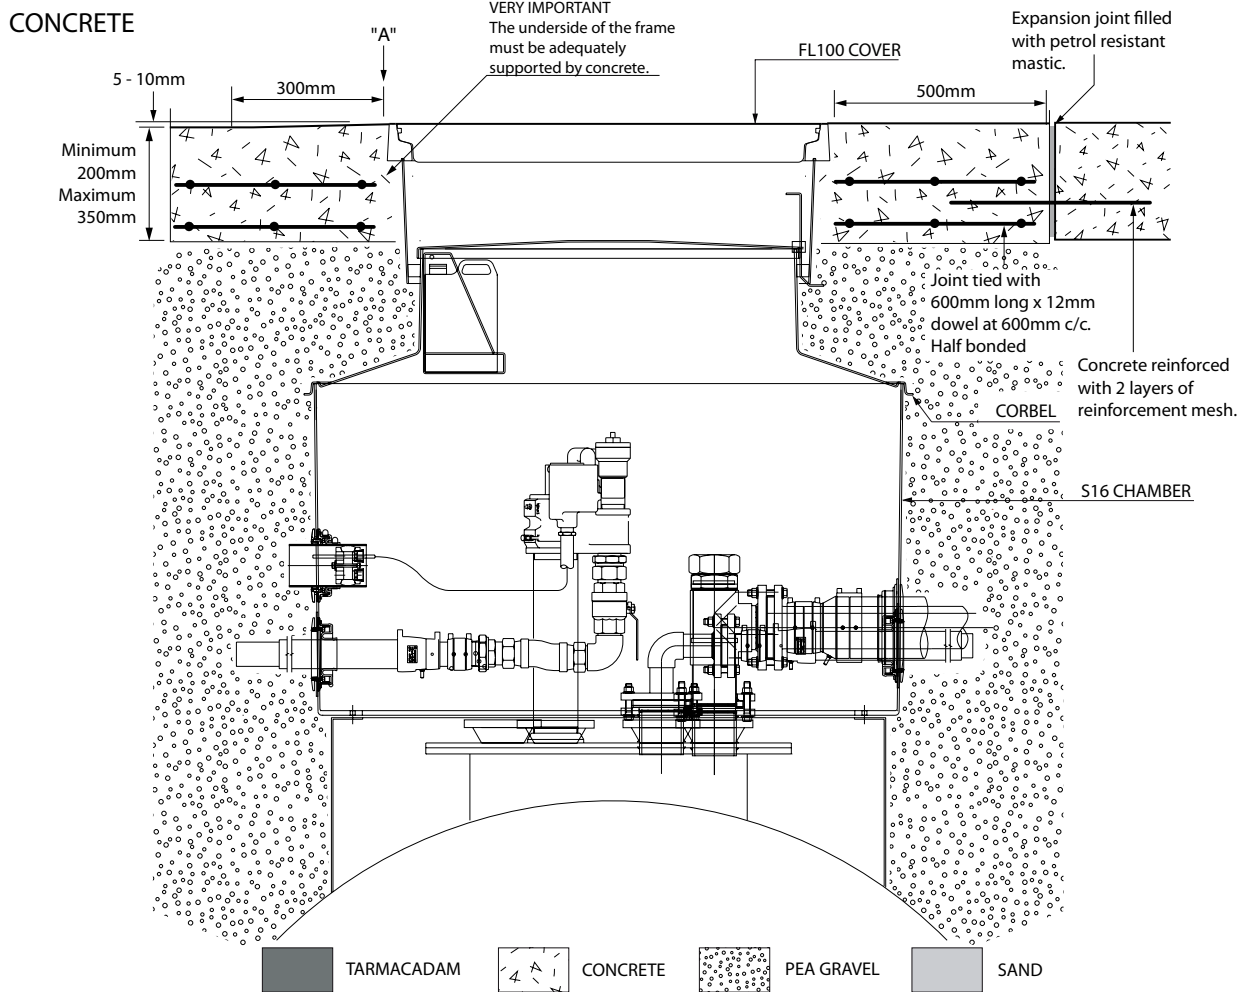 CONCRETE
"A"
VERY IMPORTANT
The underside of the frame
must be adequately
supported by concrete.
FL100 COVER
Expansion joint filled
with petrol resistant
mastic.
5 - 10mm
300mm
500mm
Minimum
200mm
Maximum
350mm
Joint tied with
600mm long x 12mm
dowel at 600mm c/c.
Half bonded
Concrete reinforced
with 2 layers of
reinforcement mesh.
CORBEL
S16 CHAMBER
TARMACADAM
CONCRETE
PEA GRAVEL
SAND